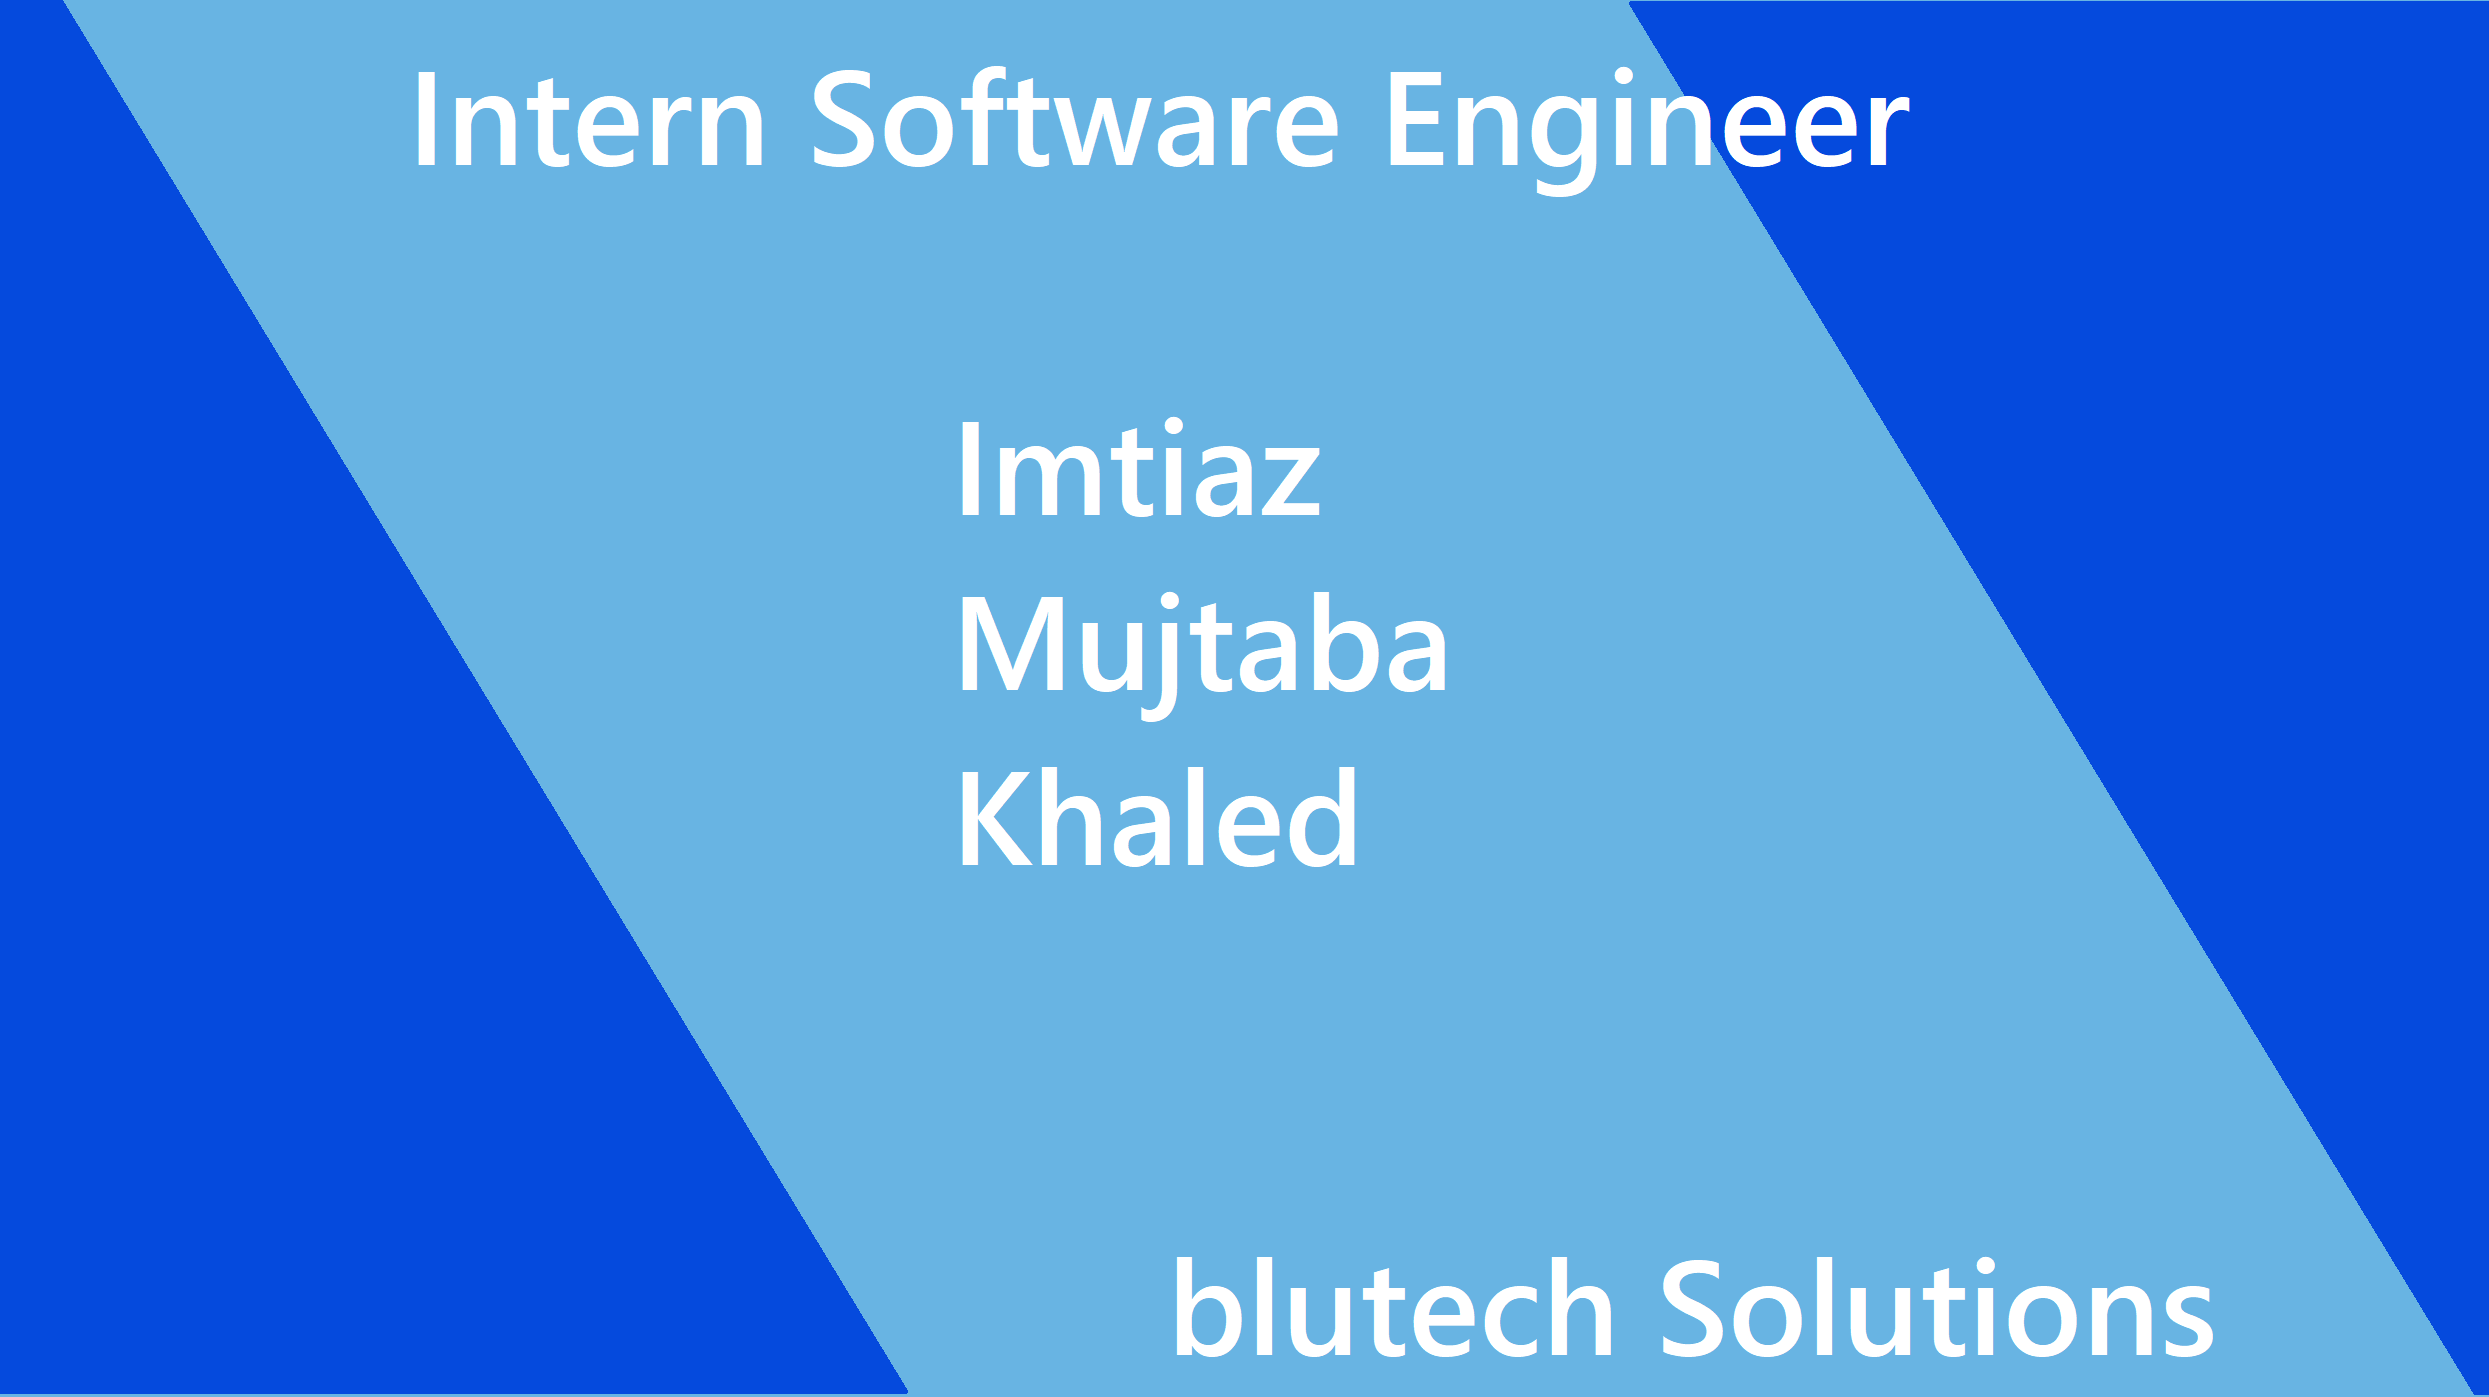 Intern Software Engineer
Imtiaz
Mujtaba
Khaled
blutech Solutions